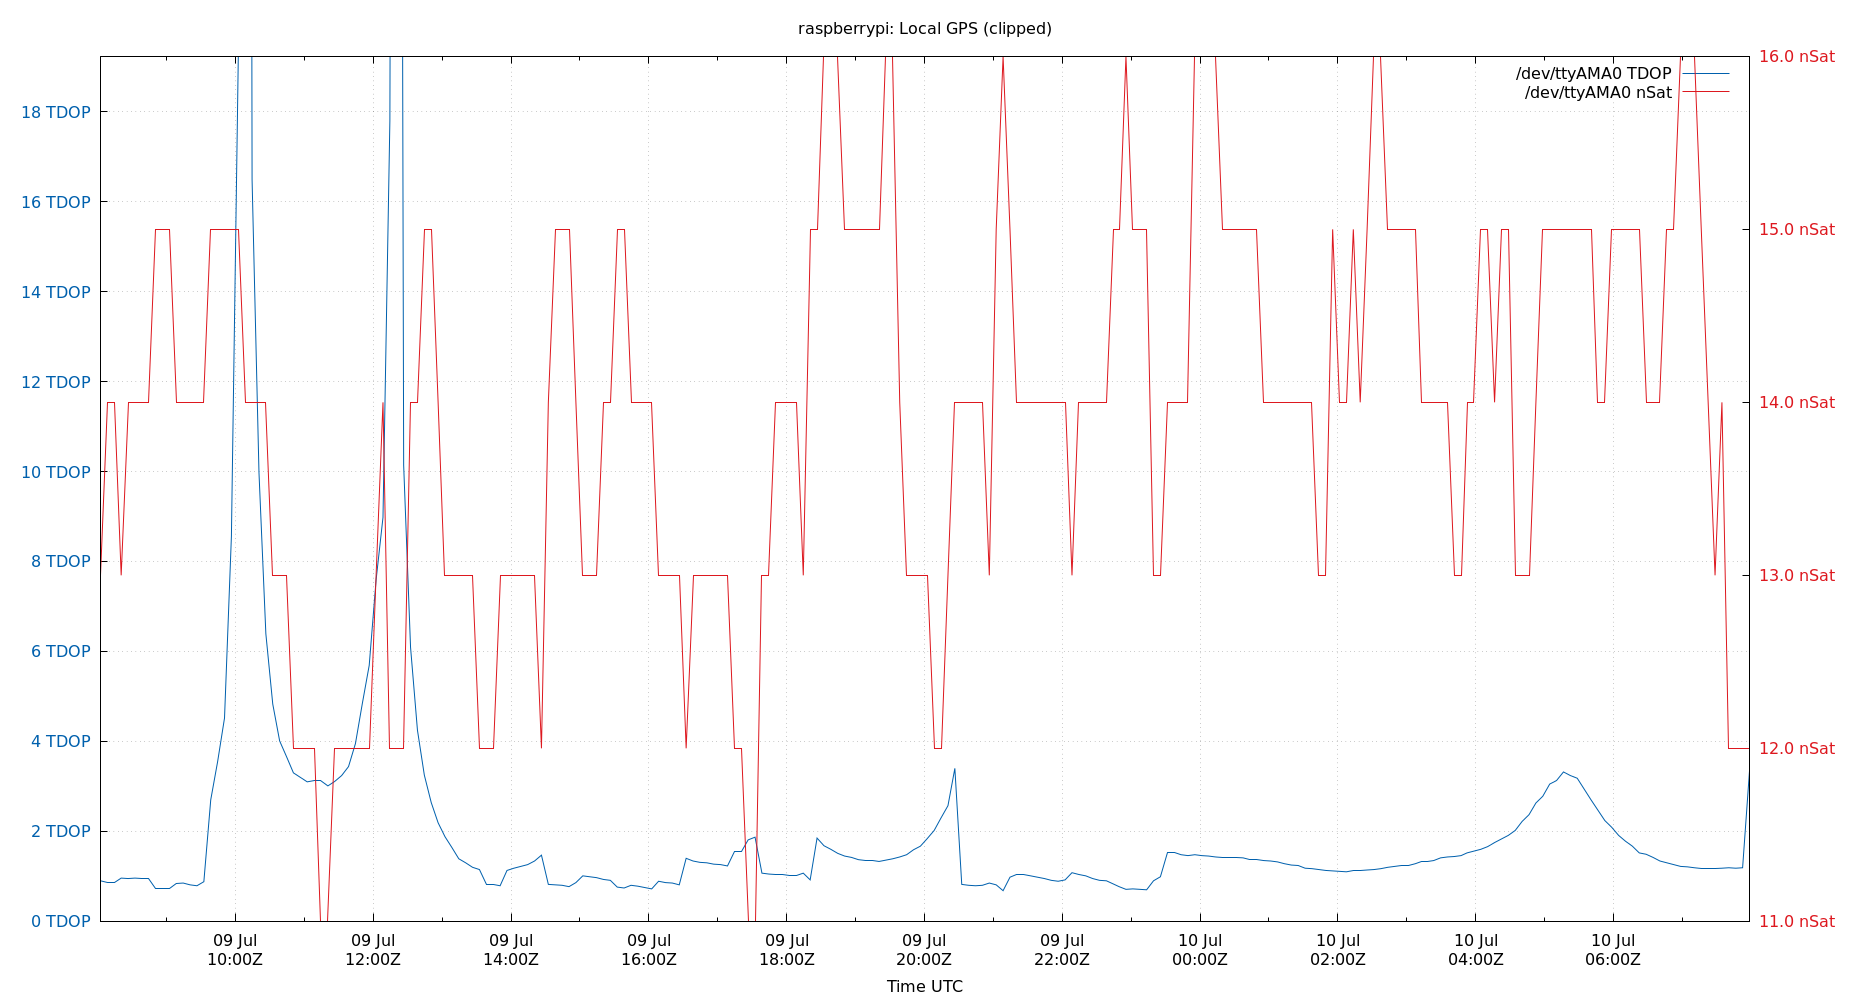 raspberrypi: Local GPS (clipped)
/dev/ttyAMA0 TDOP
/dev/ttyAMA0 nSat
18 TDOP
16 TDOP
14 TDOP
12 TDOP
10 TDOP
8 TDOP
6 TDOP
4 TDOP
2 TDOP
0 TDOP
16.0 nSat
15.0 nSat
14.0 nSat
13.0 nSat
12.0 nSat
11.0 nSat
09 Jul
10:00Z
09 Jul
12:00Z
09 Jul
14:00Z
09 Jul
16:00Z
09 Jul
18:00Z
09 Jul
20:00Z
09 Jul
22:00Z
10 Jul
00:00Z
10 Jul
02:00Z
10 Jul
04:00Z
10 Jul
06:00Z
Time UTC